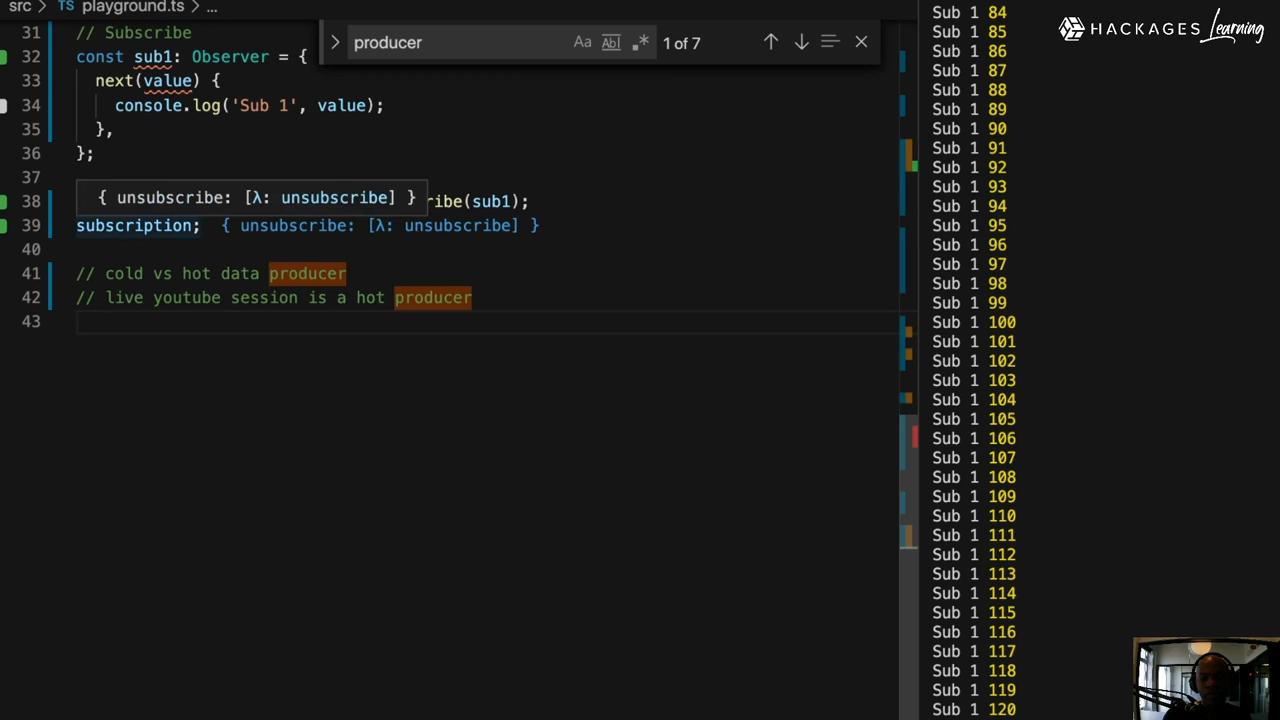 src > TS playground.ts > ...
producer
Aa Abl .* 1 of 7
31 // Subscribe
32 const sub1: Observer = {
33 next(value) {
34 console.log('Sub 1', value);
35 },
36 };
37
{ unsubscribe: [λ: unsubscribe] }
38 ribe(sub1);
39 subscription; { unsubscribe: [λ: unsubscribe] }
40
41 // cold vs hot data producer
42 // live youtube session is a hot producer
43
Sub 1 84
Sub 1 85
Sub 1 86
Sub 1 87
Sub 1 88
Sub 1 89
Sub 1 90
Sub 1 91
Sub 1 92
Sub 1 93
Sub 1 94
Sub 1 95
Sub 1 96
Sub 1 97
Sub 1 98
Sub 1 99
Sub 1 100
Sub 1 101
Sub 1 102
Sub 1 103
Sub 1 104
Sub 1 105
Sub 1 106
Sub 1 107
Sub 1 108
Sub 1 109
Sub 1 110
Sub 1 111
Sub 1 112
Sub 1 113
Sub 1 114
Sub 1 115
Sub 1 116
Sub 1 117
Sub 1 118
Sub 1 119
Sub 1 120
HACKAGES Learning